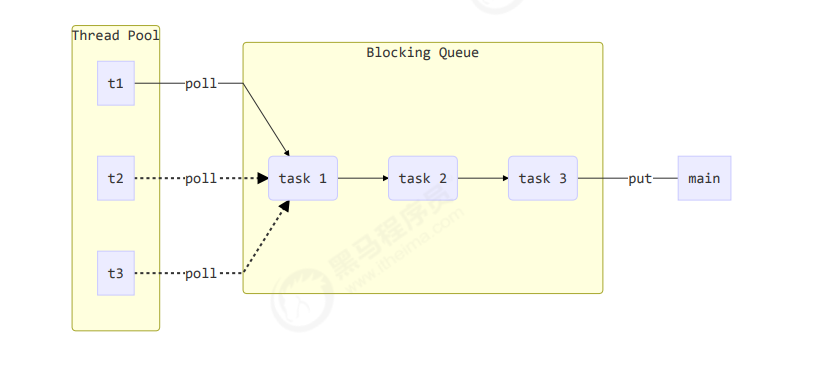 Thread Pool
Blocking Queue
t1
poll
t2
poll
task 1
task 2
task 3
put
main
t3
poll
黑马程序员
www.itheima.com